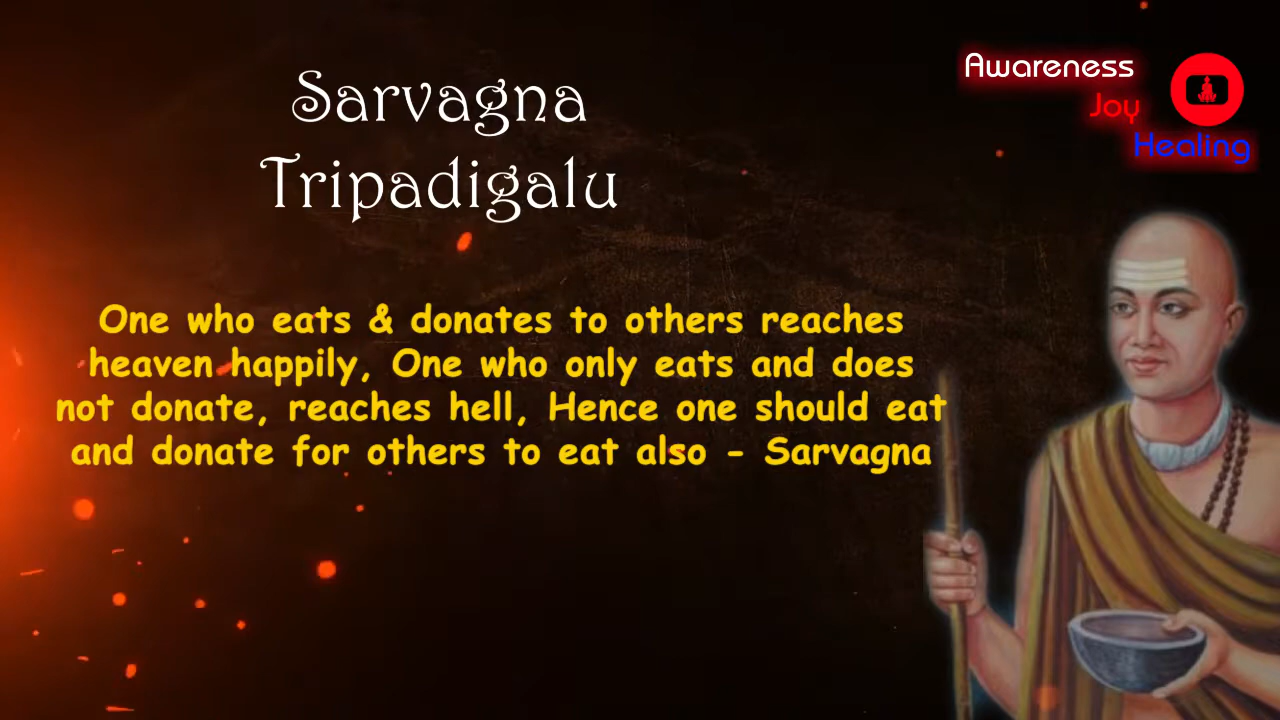 Sarvagna
Tripadigalu
Awareness
Joy
Healing
One who eats & donates to others reaches
heaven happily, One who only eats and does
not donate, reaches hell, Hence one should eat
and donate for others to eat also - Sarvagna